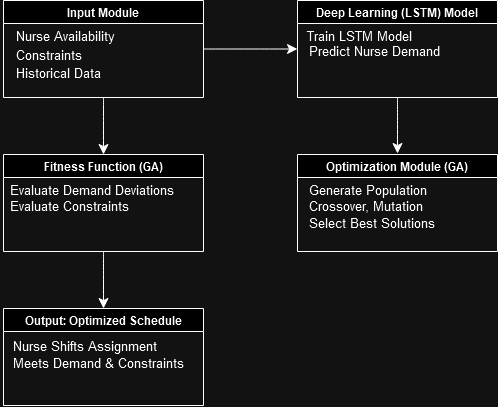 Input Module
Nurse Availability
Constraints
Historical Data
Deep Learning (LSTM) Model
Train LSTM Model
Predict Nurse Demand
Fitness Function (GA)
Evaluate Demand Deviations
Evaluate Constraints
Optimization Module (GA)
Generate Population
Crossover, Mutation
Select Best Solutions
Output: Optimized Schedule
Nurse Shifts Assignment
Meets Demand & Constraints